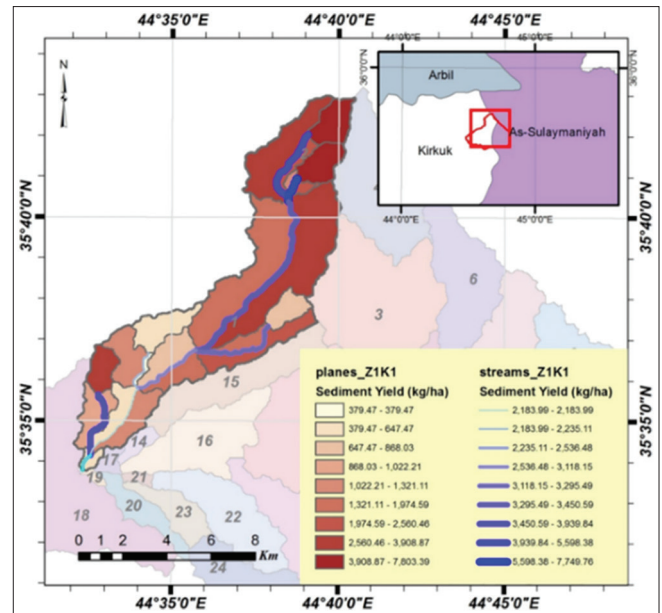 44°35'0"E 44°40'0"E 44°45'0"E
N
36°0'0"N
Arbil
As-Sulaymaniyah
Kirkuk
44°0'0"E 45°0'0"E
35°40'0"N
35°40'0"N
6
3
15
35°35'0"N
35°35'0"N
14
16
17
19
21
20
23
22
18
24
0 1 2 4 6 8
Km
planes_Z1K1
Sediment Yield (kg/ha)
379.47 - 379.47
379.47 - 647.47
647.47 - 868.03
868.03 - 1,022.21
1,022.21 - 1,321.11
1,321.11 - 1,974.59
1,974.59 - 2,560.46
2,560.46 - 3,908.87
3,908.87 - 7,803.39
streams_Z1K1
Sediment Yield (kg/ha)
2,183.99 - 2,183.99
2,183.99 - 2,235.11
2,235.11 - 2,536.48
2,536.48 - 3,118.15
3,118.15 - 3,295.49
3,295.49 - 3,450.59
3,450.59 - 3,939.84
3,939.84 - 5,598.38
5,598.38 - 7,749.76
44°35'0"E 44°40'0"E 44°45'0"E